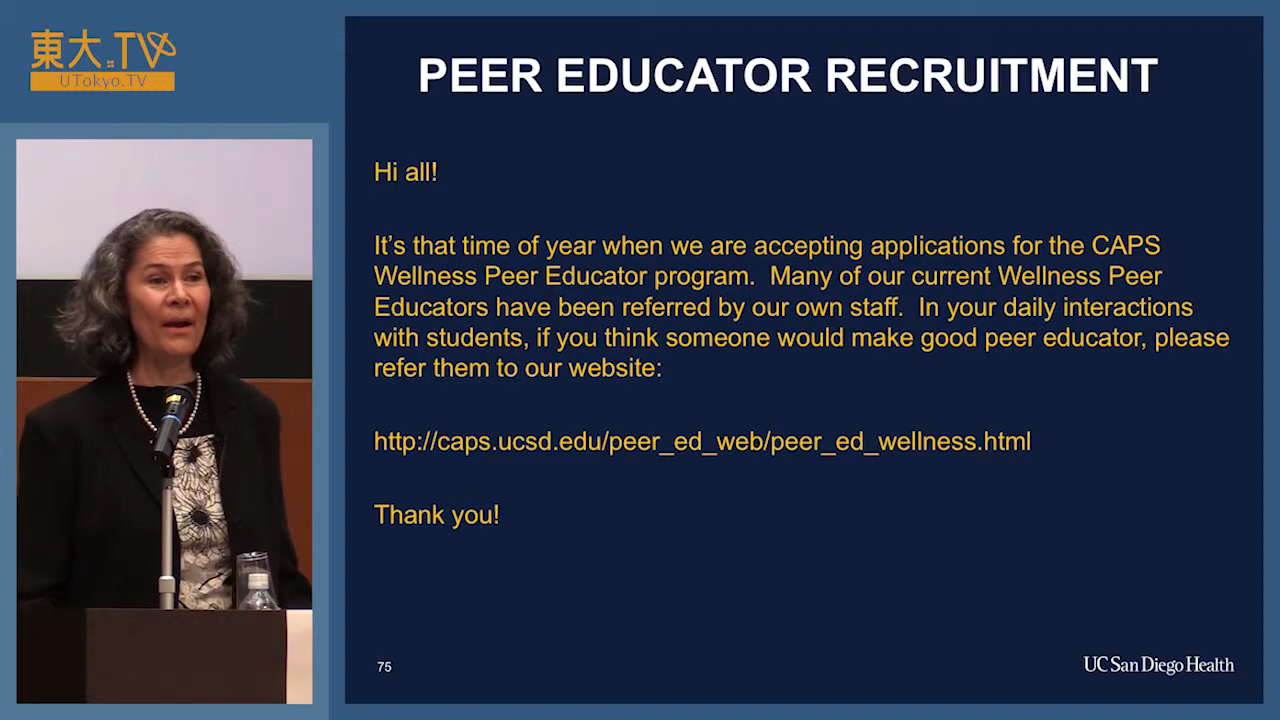 東大.TV
UTokyo.TV
PEER EDUCATOR RECRUITMENT
Hi all!
It’s that time of year when we are accepting applications for the CAPS
Wellness Peer Educator program.  Many of our current Wellness Peer
Educators have been referred by our own staff.  In your daily interactions
with students, if you think someone would make good peer educator, please
refer them to our website:
http://caps.ucsd.edu/peer_ed_web/peer_ed_wellness.html
Thank you!
75
UC San Diego Health